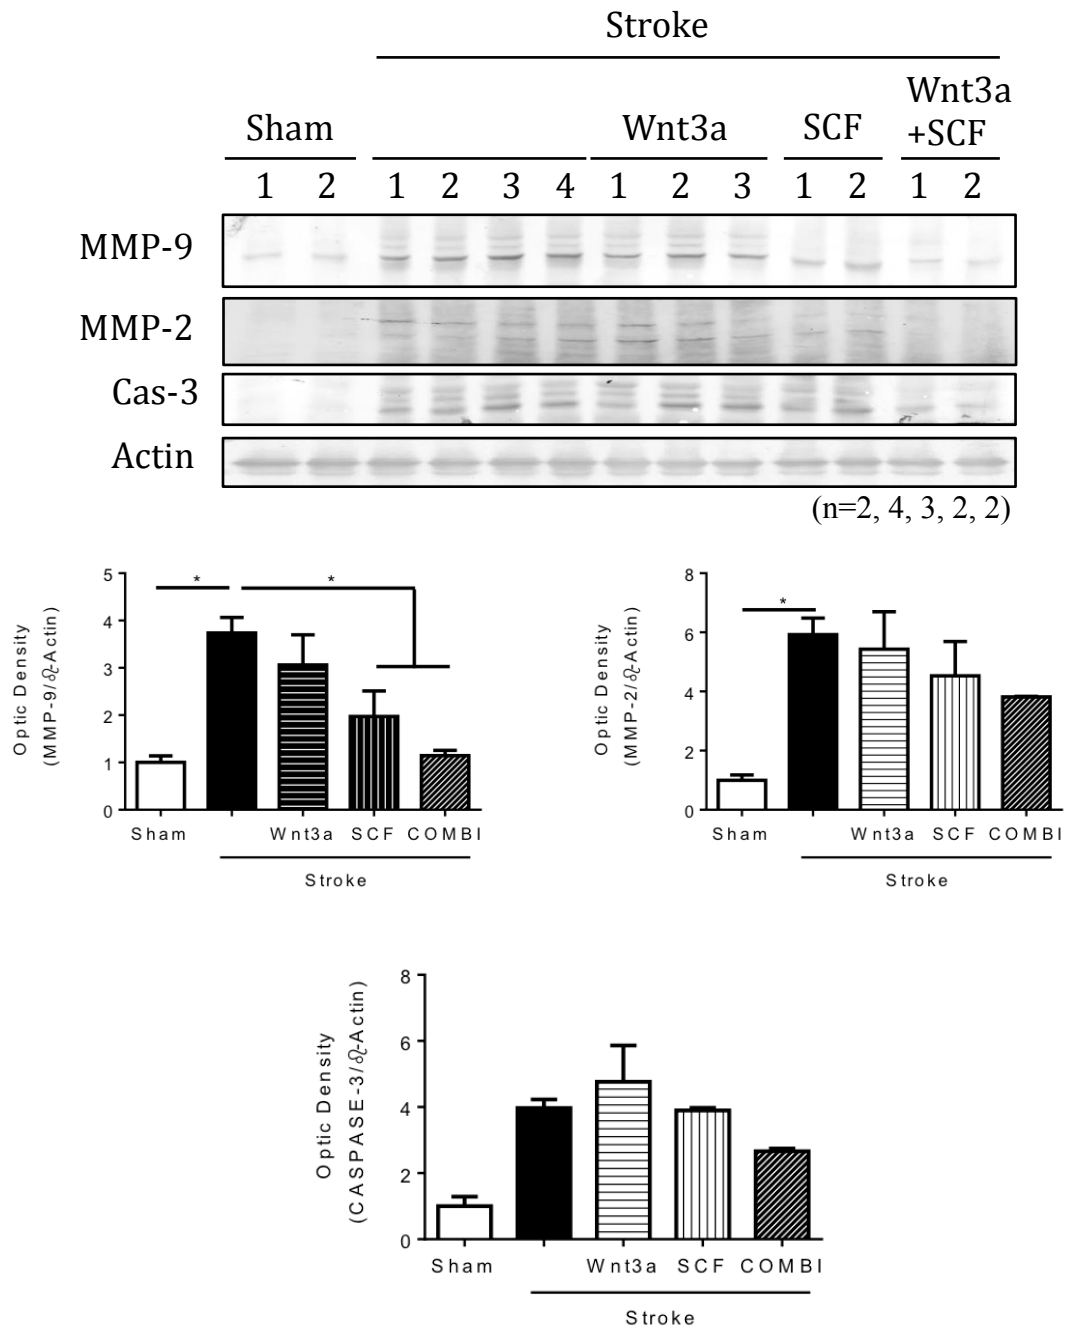 Stroke
Sham Wnt3a SCF Wnt3a
+SCF
1 2 1 2 3 4 1 2 3 1 2 1 2
MMP-9
MMP-2
Cas-3
Actin
(n=2, 4, 3, 2, 2)
Optic Density
(MMP-9/δ-Actin)
5
4
3
2
1
0
* *
Sham Wnt3a SCF COMBI
Stroke
Optic Density
(MMP-2/δ-Actin)
8
6
4
2
0
*
Sham Wnt3a SCF COMBI
Stroke
Optic Density
(CASPASE-3/δ-Actin)
8
6
4
2
0
Sham Wnt3a SCF COMBI
Stroke